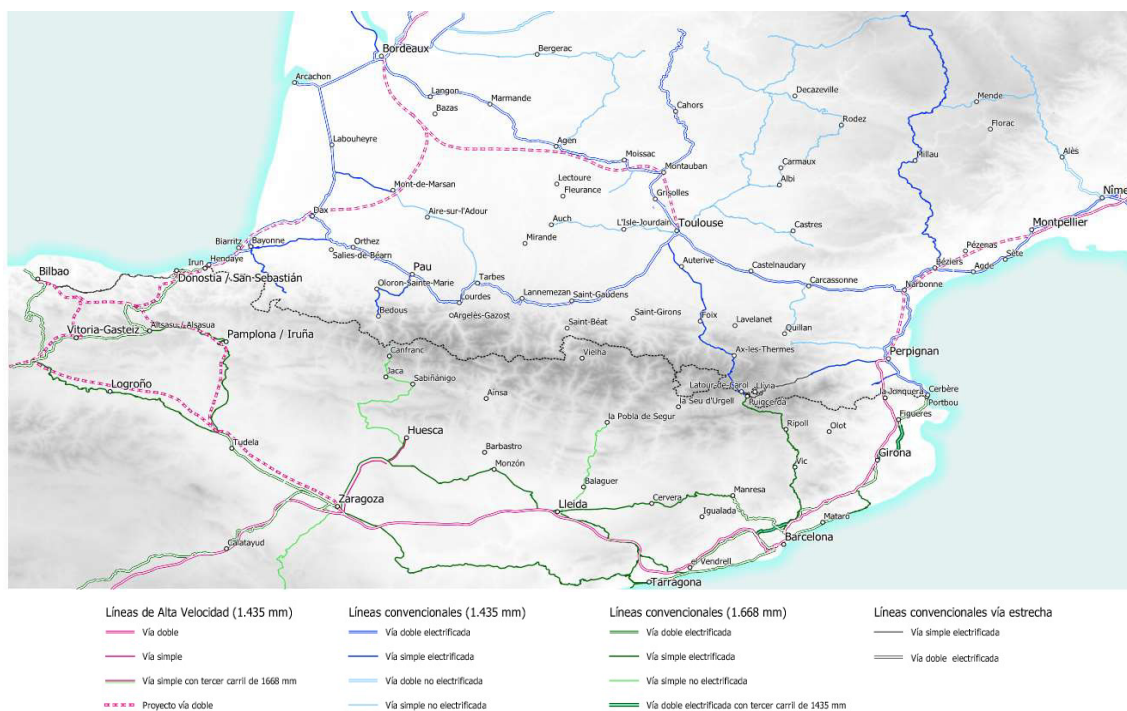 Bordeaux
Bergerac
Arcachon
Langon
Marmande
Bazas
Cahors
Decazeville
Mende
Rodez
Florac
Labouheyre
Agen
Moissac
Montauban
Millau
Alès
Carmaux
Albi
Lectoure
Fleurance
Mont-de-Marsan
Grisolles
Nîme
Dax
Aire-sur-l'Adour
Auch
L'Isle-Jourdain
Toulouse
Castres
Montpellier
Biarritz
Bayonne
Orthez
Salies-de-Béarn
Mirande
Pézenas
Béziers
Agde
Sète
Irun
Hendaye
Bilbao
Donostia / San-Sebastián
Pau
Auterive
Castelnaudary
Carcassonne
Narbonne
Oloron-Sainte-Marie
Tarbes
Lourdes
Lannemezan
Saint-Gaudens
Bedous
Argelès-Gazost
Saint-Béat
Saint-Girons
Foix
Lavelanet
Quillan
Vitoria-Gasteiz
Altsasu / Alsasua
Pamplona / Iruña
Canfranc
Vielha
Ax-les-Thermes
Perpignan
Jaca
Sabiñánigo
Latour-de-Carol
Llívia
Puigcerdà
Cerbère
Portbou
Logroño
Aínsa
la Seu d'Urgell
la Jonquera
Figueres
la Pobla de Segur
Ripoll
Olot
Tudela
Huesca
Barbastro
Monzón
Vic
Girona
Balaguer
Zaragoza
Lleida
Cervera
Manresa
Igualada
Mataró
Calatayud
Barcelona
el Vendrell
Tarragona
Líneas de Alta Velocidad (1.435 mm)
Vía doble
Vía simple
Vía simple con tercer carril de 1668 mm
Proyecto vía doble
Líneas convencionales (1.435 mm)
Vía doble electrificada
Vía simple electrificada
Vía doble no electrificada
Vía simple no electrificada
Líneas convencionales (1.668 mm)
Vía doble electrificada
Vía simple electrificada
Vía simple no electrificada
Vía doble electrificada con tercer carril de 1435 mm
Líneas convencionales vía estrecha
Vía simple electrificada
Vía doble electrificada